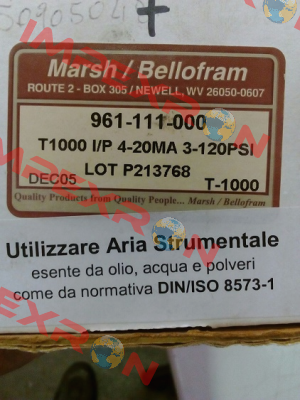 50905047
Marsh / Bellofram
ROUTE 2 - BOX 305 / NEWELL, WV 26050-0607
961-111-000
T1000 I/P 4-20MA 3-120PSI
LOT P213768
DEC05 T-1000
Quality Products from Quality People... Marsh / Bellofram
Utilizzare Aria Strumentale
esente da olio, acqua e polveri
come da normativa DIN/ISO 8573-1